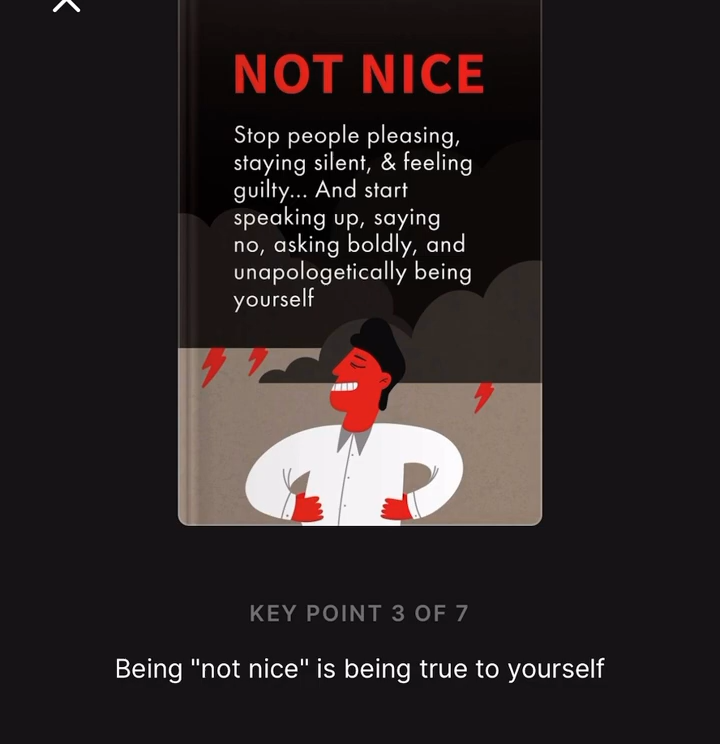 NOT NICE
Stop people pleasing,
staying silent, & feeling
guilty... And start
speaking up, saying
no, asking boldly, and
unapologetically being
yourself
KEY POINT 3 OF 7
Being "not nice" is being true to yourself